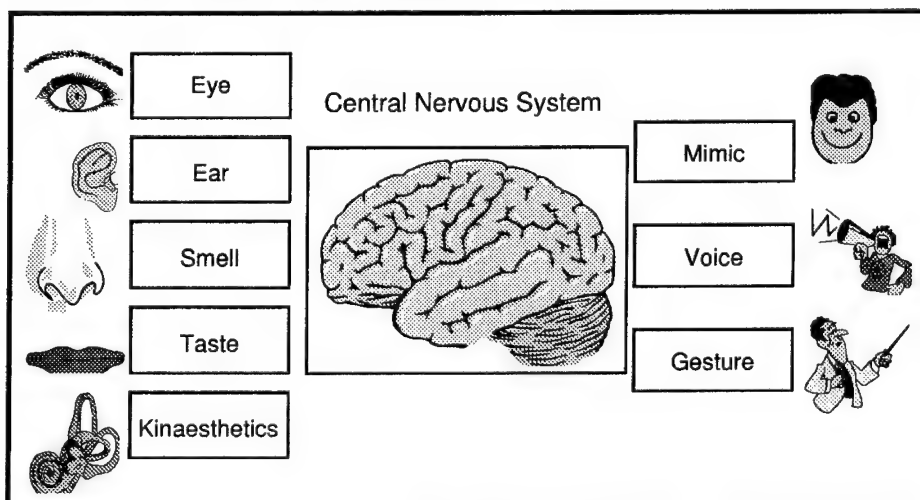 Eye
Ear
Smell
Taste
Kinaesthetics
Central Nervous System
Mimic
Voice
Gesture